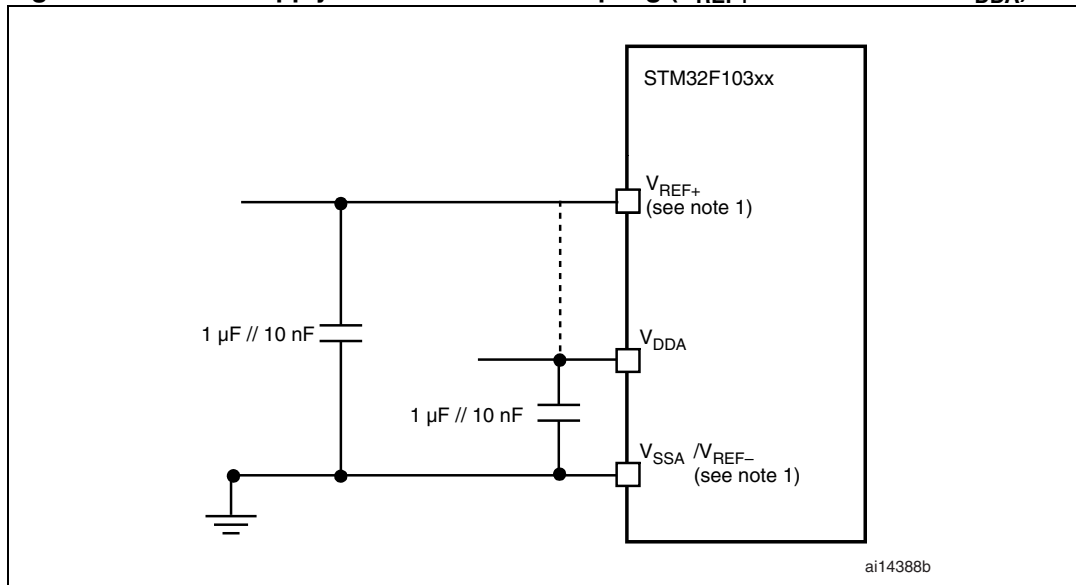 STM32F103xx
VREF+
(see note 1)
1 µF // 10 nF
VDDA
1 µF // 10 nF
VSSA /VREF–
(see note 1)
ai14388b